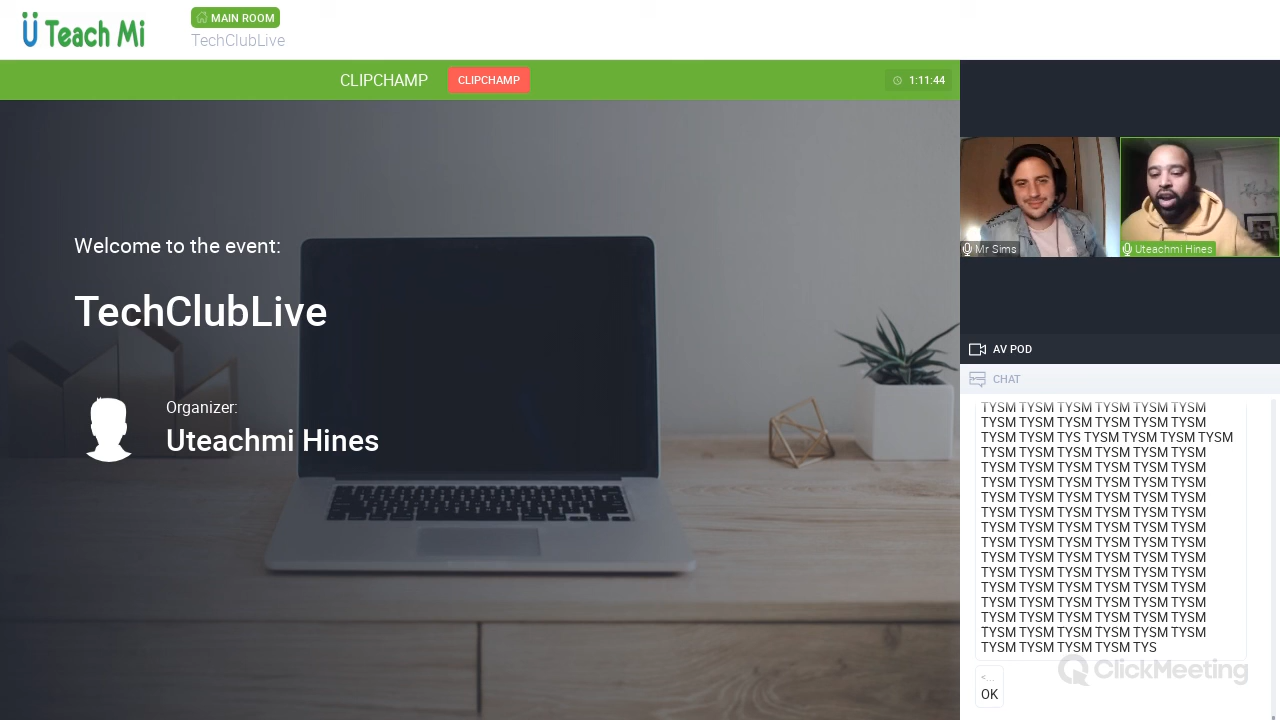 Ü Teach Mi
MAIN ROOM
TechClubLive
CLIPCHAMP
CLIPCHAMP
1:11:44
Welcome to the event:
TechClubLive
Organizer:
Uteachmi Hines
Mr Sims
Uteachmi Hines
AV POD
CHAT
TYSM TYSM TYSM TYSM TYSM TYSM
TYSM TYSM TYSM TYSM TYSM TYSM
TYSM TYSM TYS TYSM TYSM TYSM TYSM
TYSM TYSM TYSM TYSM TYSM TYSM
TYSM TYSM TYSM TYSM TYSM TYSM
TYSM TYSM TYSM TYSM TYSM TYSM
TYSM TYSM TYSM TYSM TYSM TYSM
TYSM TYSM TYSM TYSM TYSM TYSM
TYSM TYSM TYSM TYSM TYSM TYSM
TYSM TYSM TYSM TYSM TYSM TYSM
TYSM TYSM TYSM TYSM TYSM TYSM
TYSM TYSM TYSM TYSM TYSM TYSM
TYSM TYSM TYSM TYSM TYSM TYSM
TYSM TYSM TYSM TYSM TYSM TYSM
TYSM TYSM TYSM TYSM TYSM TYSM
TYSM TYSM TYSM TYSM TYSM TYSM
TYSM TYSM TYSM TYSM TYS
<...
OK
ClickMeeting